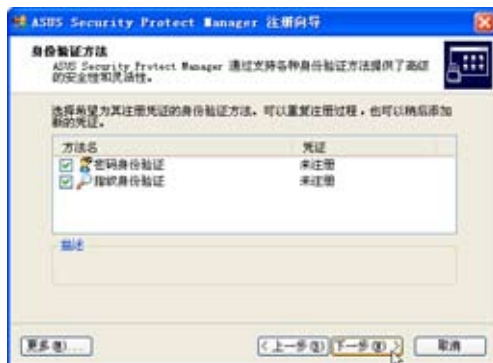 ASUS Security Protect Manager 注册向导
身份验证方法
ASUS Security Protect Manager 通过支持各种身份验证方法提供了高级
的安全性和灵活性。
选择希望为其注册凭证的身份验证方法。可以重复注册过程，也可以稍后添加
新的凭证。
方法名 凭证
密码身份验证 未注册
指纹身份验证 未注册
描述
更多(M)... <上一步(B) 下一步(N)> 取消